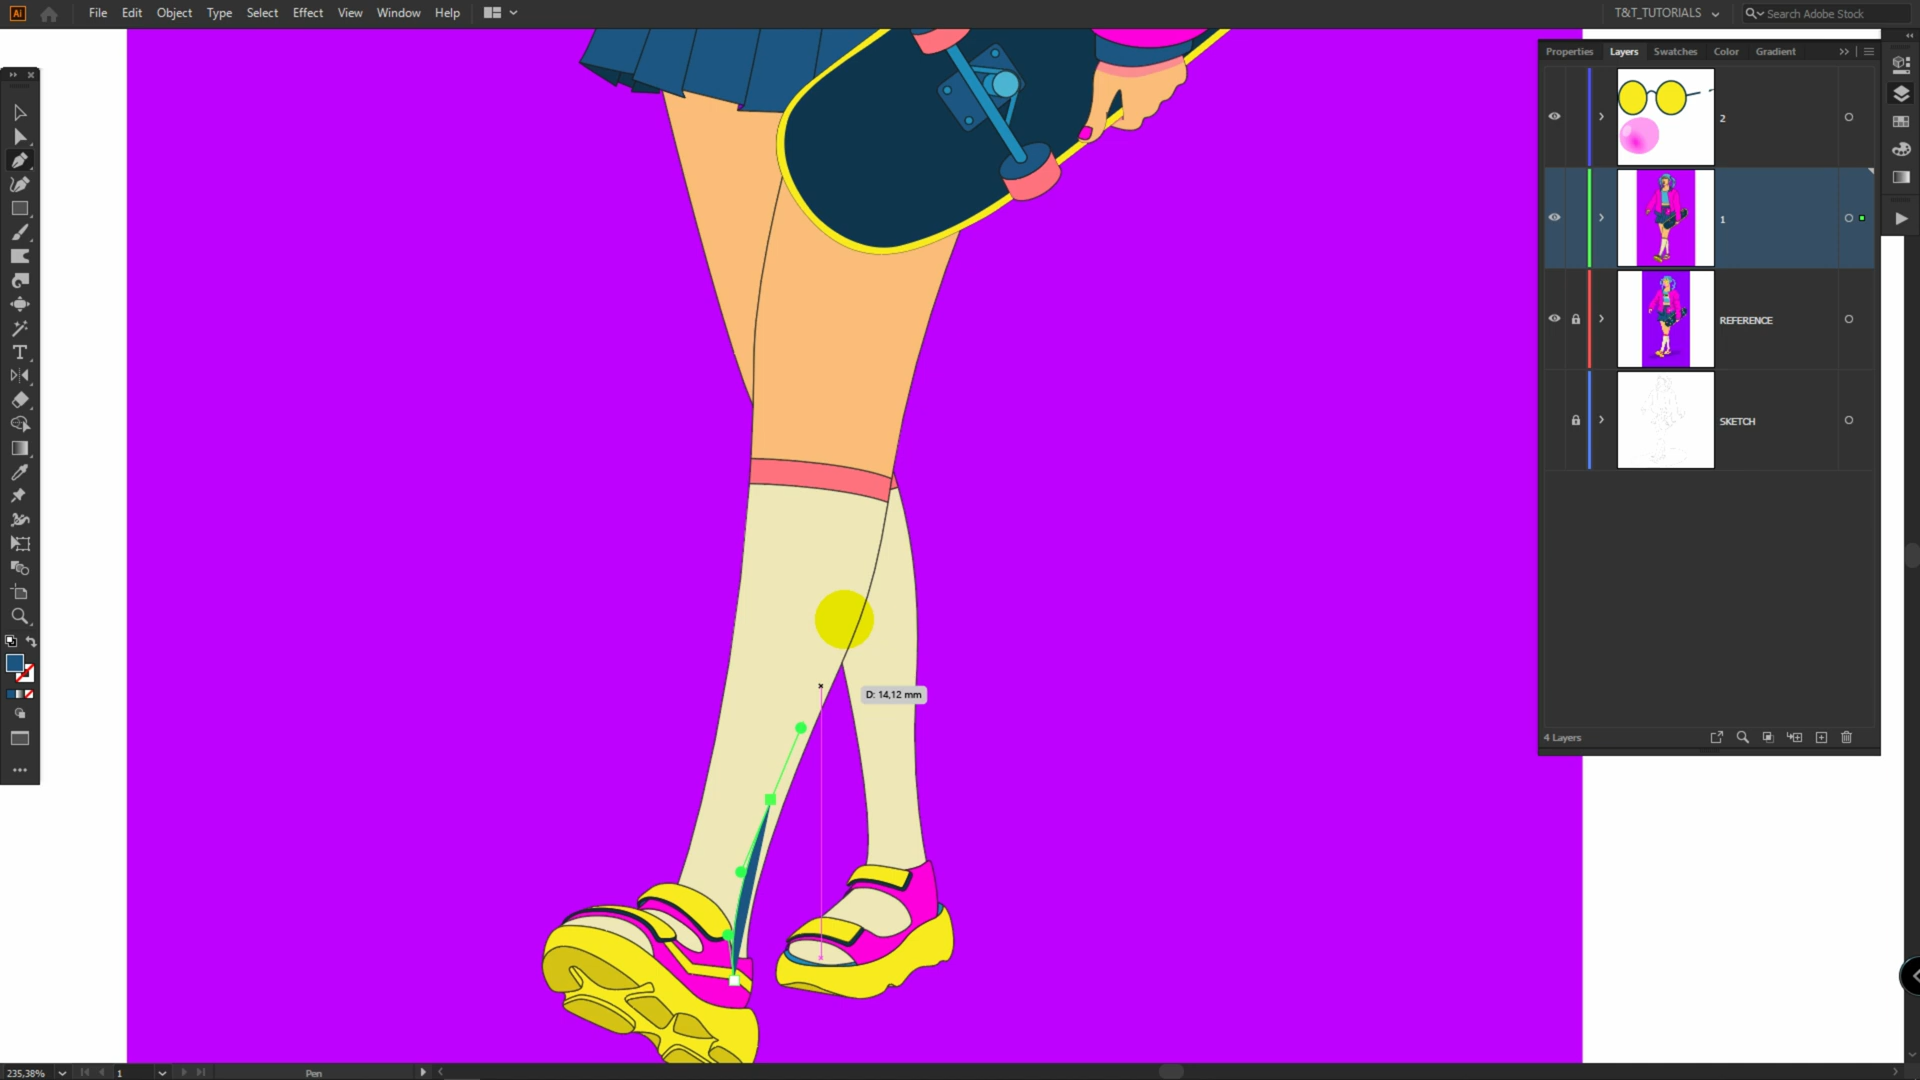 Ai File Edit Object Type Select Effect View Window Help T&T_TUTORIALS Search Adobe Stock
Properties Layers Swatches Color Gradient
2
1
REFERENCE
SKETCH
D: 14,12 mm
4 Layers
235,38% 1 Pen